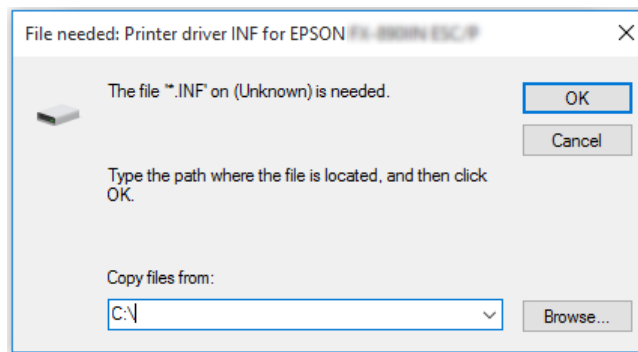 File needed: Printer driver INF for EPSON
The file '*.INF' on (Unknown) is needed.
OK
Cancel
Type the path where the file is located, and then click
OK.
Copy files from:
C:\
Browse...